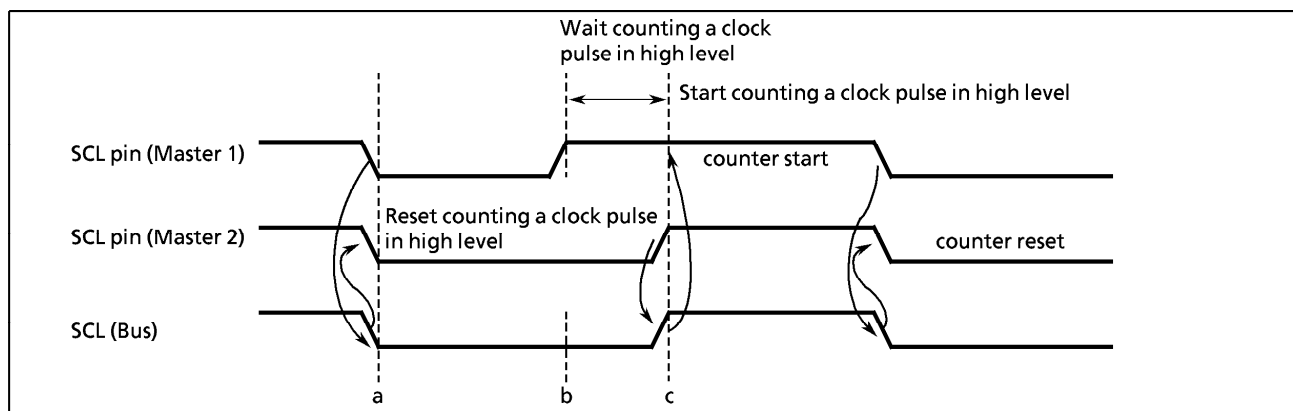 Wait counting a clock
pulse in high level
Start counting a clock pulse in high level
SCL pin (Master 1)
counter start
Reset counting a clock pulse
in high level
SCL pin (Master 2)
counter reset
SCL (Bus)
a
b
c